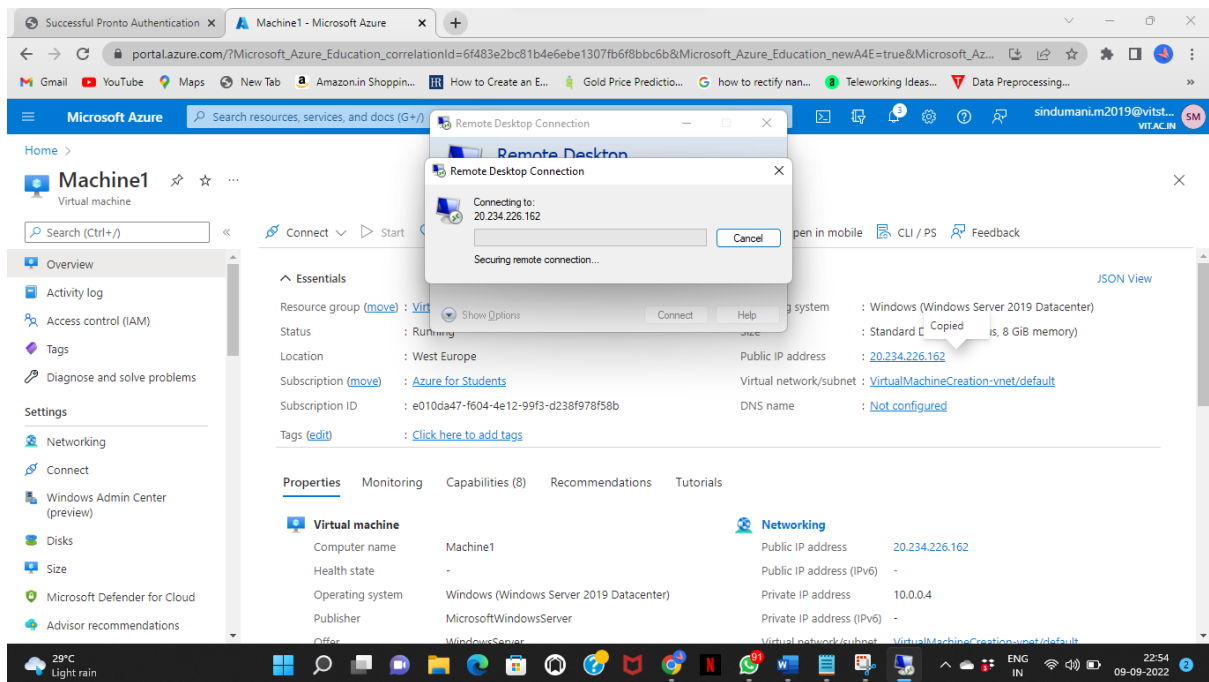 Successful Pronto Authentication
Machine1 - Microsoft Azure
portal.azure.com/?Microsoft_Azure_Education_correlationId=6f483e2bc81b4e6ebe1307fb6f8bbc6b&Microsoft_Azure_Education_newA4E=true&Microsoft_Az...
Gmail YouTube Maps New Tab Amazon.in Shoppin... How to Create an E... Gold Price Predictio... how to rectify nan... Teleworking Ideas... Data Preprocessing... »
Microsoft Azure Search resources, services, and docs (G+/) 3 sindumani.m2019@vitst... SM
VIT.AC.IN
Home >
Machine1 ...
Virtual machine
Search (Ctrl+/) «
Connect Start pen in mobile CLI / PS Feedback
Remote Desktop Connection
Remote Desktop
Remote Desktop Connection
Connecting to:
20.234.226.162
Cancel
Securing remote connection...
Show Options Connect Help
Overview
Activity log
Access control (IAM)
Tags
Diagnose and solve problems
Settings
Networking
Connect
Windows Admin Center
(preview)
Disks
Size
Microsoft Defender for Cloud
Advisor recommendations
Essentials JSON View
Resource group (move) : Virt
Status : Running
Location : West Europe
Subscription (move) : Azure for Students
Subscription ID : e010da47-f604-4e12-99f3-d238f978f58b
Tags (edit) : Click here to add tags
g system : Windows (Windows Server 2019 Datacenter)
Size : Standard us, 8 GiB memory)
Copied
Public IP address : 20.234.226.162
Virtual network/subnet : VirtualMachineCreation-vnet/default
DNS name : Not configured
Properties Monitoring Capabilities (8) Recommendations Tutorials
Virtual machine
Computer name Machine1
Health state -
Operating system Windows (Windows Server 2019 Datacenter)
Publisher MicrosoftWindowsServer
Offer WindowsServer
Networking
Public IP address 20.234.226.162
Public IP address (IPv6) -
Private IP address 10.0.0.4
Private IP address (IPv6) -
Virtual network/subnet VirtualMachineCreation-vnet/default
29°C
Light rain
91
ENG
IN
22:54
09-09-2022
2